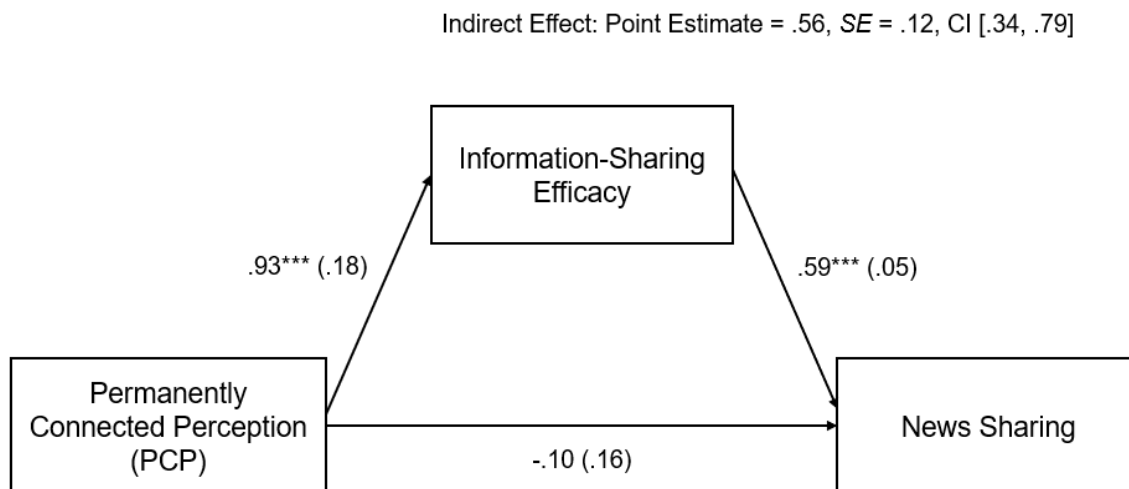 Indirect Effect: Point Estimate = .56, SE = .12, CI [.34, .79]
Information-Sharing
Efficacy
.93*** (.18)
.59*** (.05)
Permanently
Connected Perception
(PCP)
News Sharing
-.10 (.16)